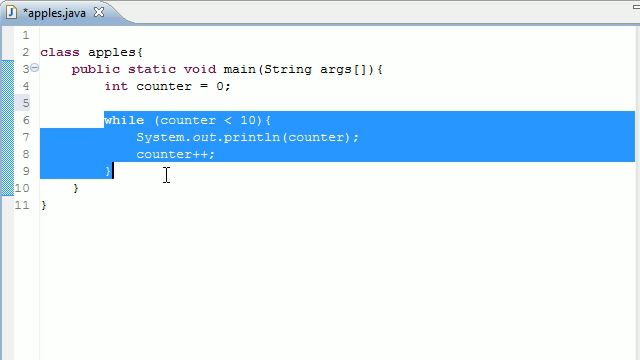 *apples.java
1
2 class apples{
3 public static void main(String args[]){
4 int counter = 0;
5
6 while (counter < 10){
7 System.out.println(counter);
8 counter++;
9 }
10 }
11 }